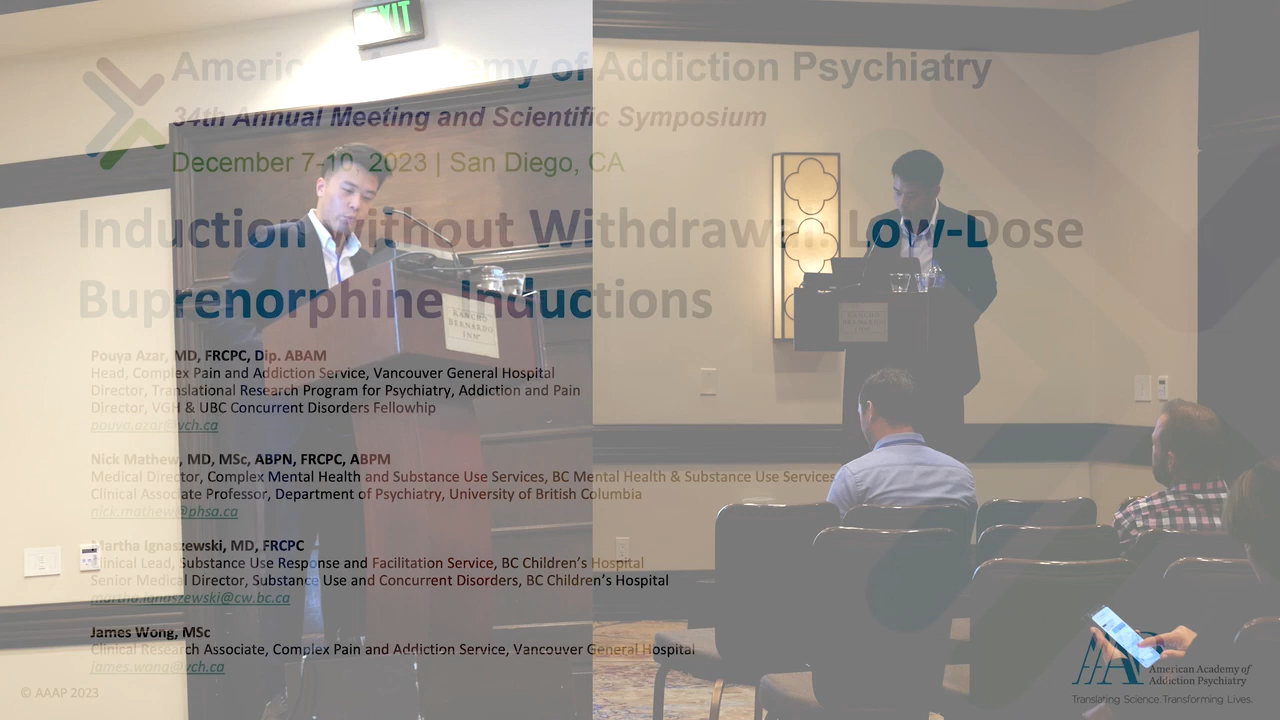 EXIT
American Academy of Addiction Psychiatry
34th Annual Meeting and Scientific Symposium
December 7-10, 2023 | San Diego, CA
Induction without Withdrawal: Low-Dose
Buprenorphine Inductions
Pouya Azar, MD, FRCPC, Dip. ABAM
Head, Complex Pain and Addiction Service, Vancouver General Hospital
Director, Translational Research Program for Psychiatry, Addiction and Pain
Director, VGH & UBC Concurrent Disorders Fellowship
pouya.azar@vch.ca
Nick Mathew, MD, MSc, ABPN, FRCPC, ABPM
Medical Director, Complex Mental Health and Substance Use Services, BC Mental Health & Substance Use Services
Clinical Associate Professor, Department of Psychiatry, University of British Columbia
nick.mathew@phsa.ca
Martha Ignaszewski, MD, FRCPC
Clinical Lead, Substance Use Response and Facilitation Service, BC Children's Hospital
Senior Medical Director, Substance Use and Concurrent Disorders, BC Children's Hospital
martha.ignaszewski@cw.bc.ca
James Wong, MSc
Clinical Research Associate, Complex Pain and Addiction Service, Vancouver General Hospital
james.wong@vch.ca
© AAAP 2023
RANCHO
BERNARDO
INN
RANCHO
BERNARDO
INN
American Academy of
Addiction Psychiatry
Translating Science. Transforming Lives.